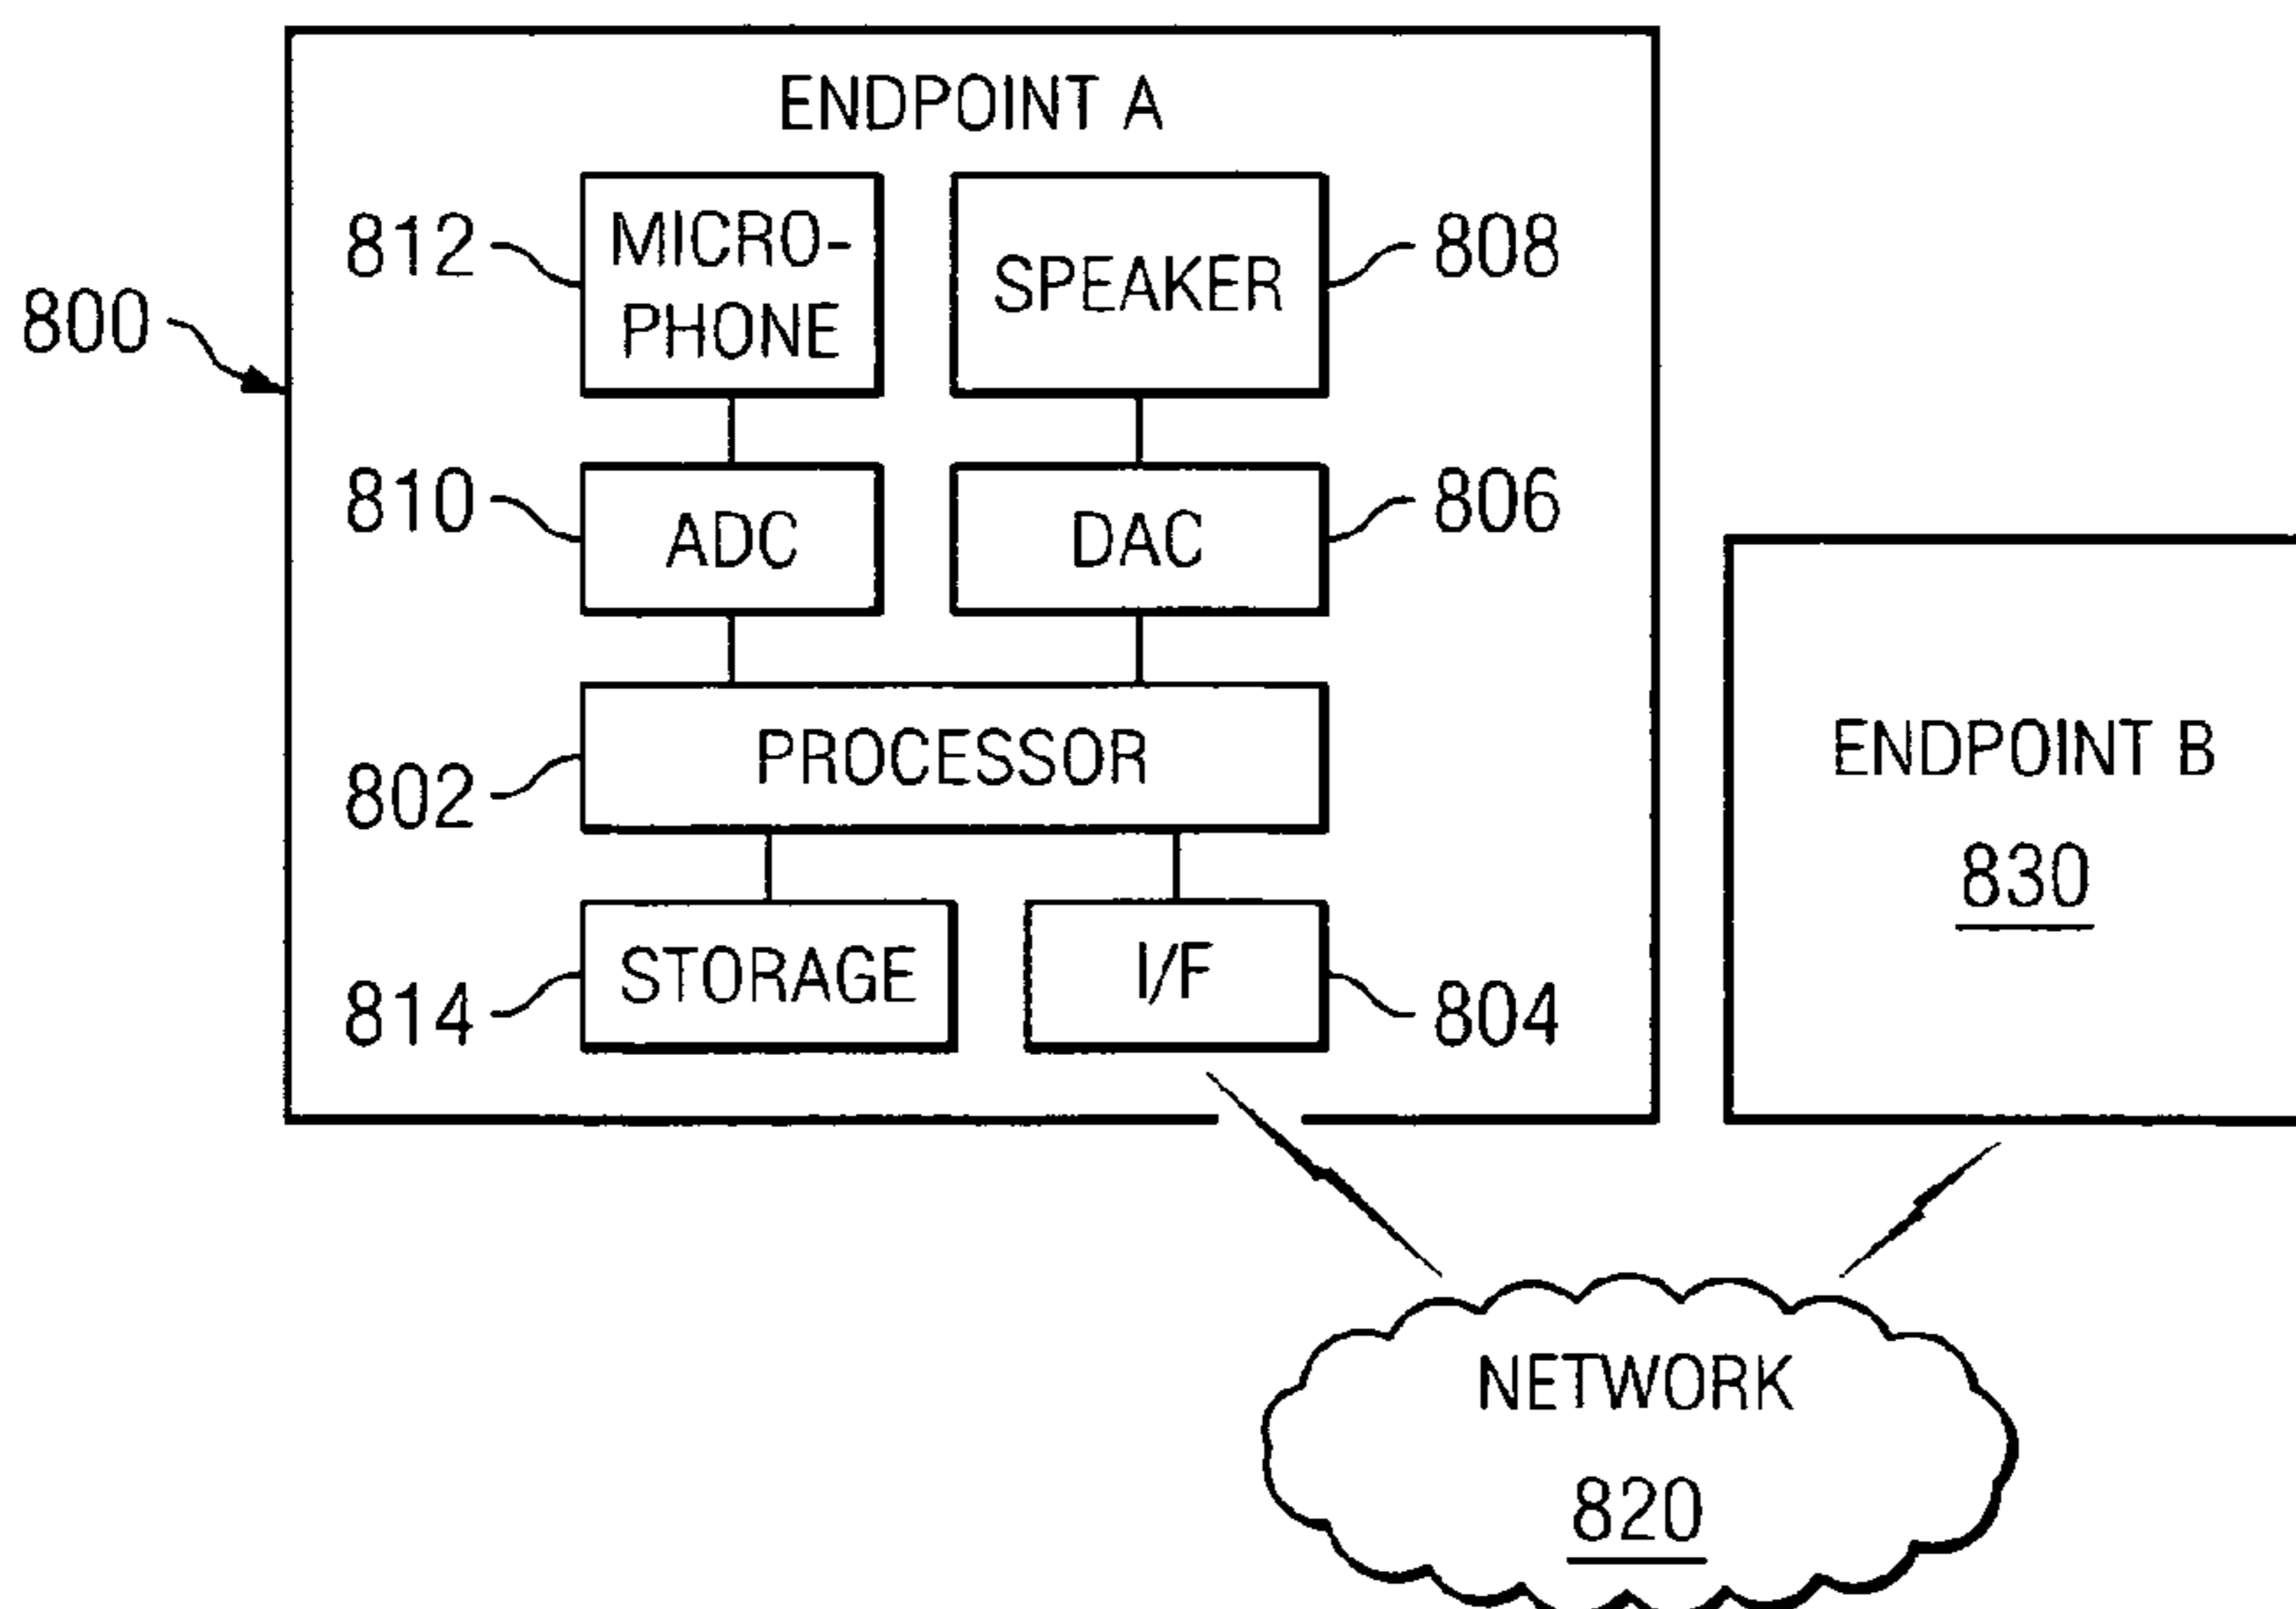 ENDPOINT A
812
MICRO-
PHONE
SPEAKER
808
800
810
ADC
DAC
806
802
PROCESSOR
ENDPOINT B
830
814
STORAGE
I/F
804
NETWORK
820